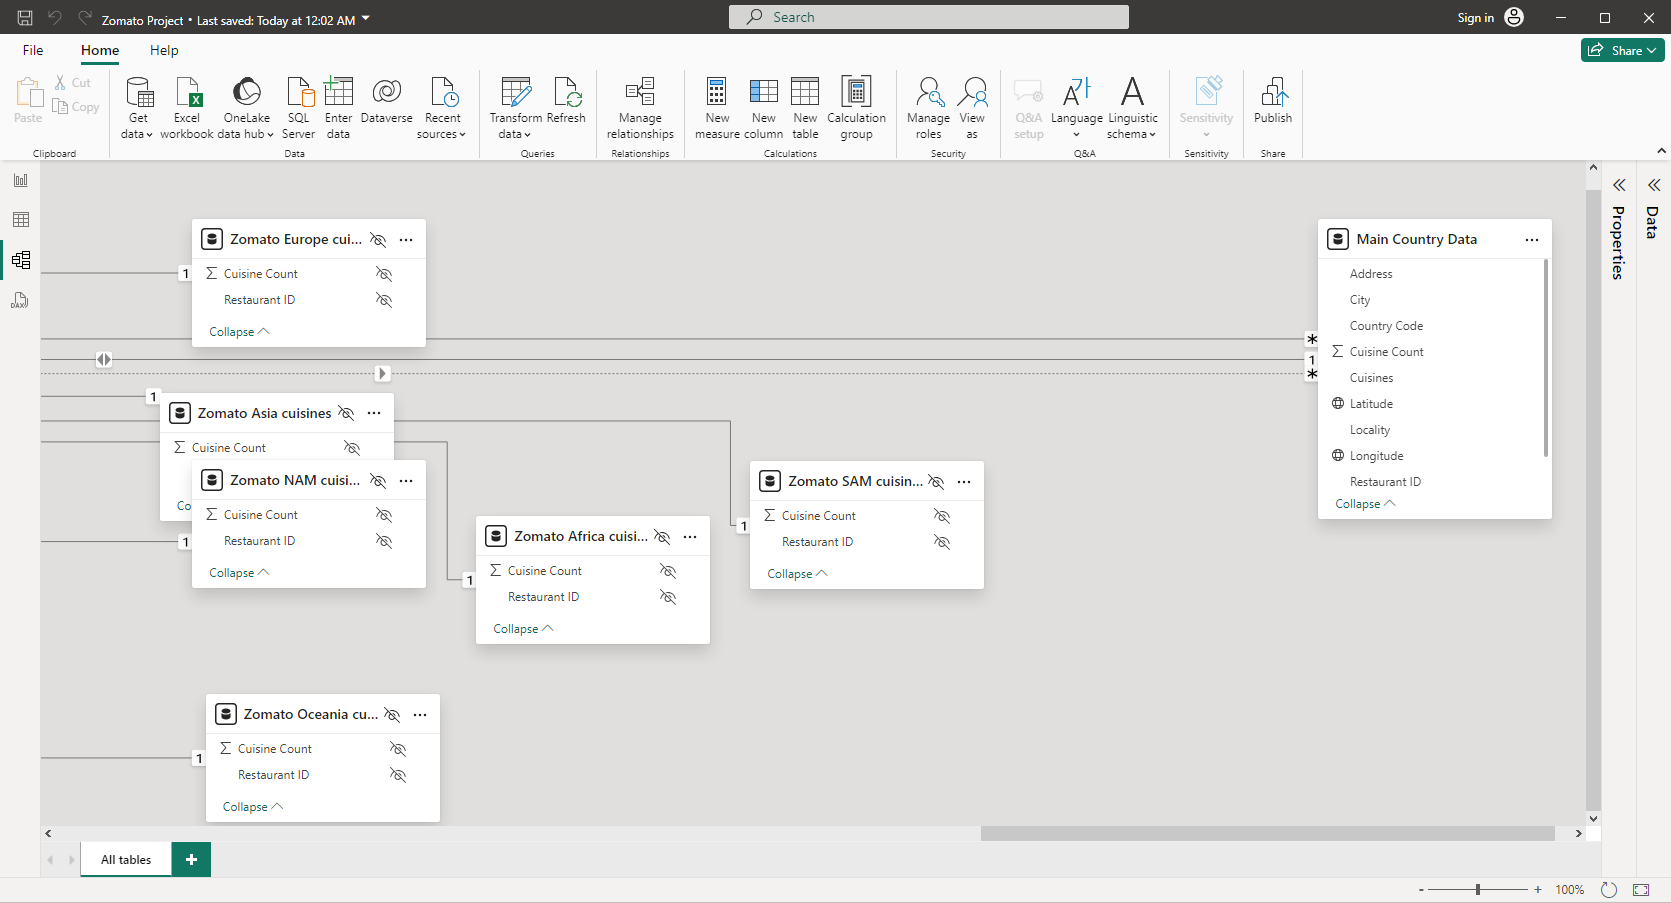 Zomato Project • Last saved: Today at 12:02 AM
Search
Sign in
File
Home
Help
Share
Paste
Cut
Copy
Clipboard
Get data
Excel workbook
OneLake data hub
SQL Server
Enter data
Dataverse
Recent sources
Data
Transform data
Refresh
Queries
Manage relationships
Relationships
New measure
New column
New table
Calculation group
Calculations
Manage roles
View as
Security
Q&A setup
Language
Linguistic schema
Q&A
Sensitivity
Sensitivity
Publish
Share
DAX
Zomato Europe cui...
1
Cuisine Count
Restaurant ID
Collapse
Main Country Data
Address
City
Country Code
Cuisine Count
Cuisines
Latitude
Locality
Longitude
Restaurant ID
Collapse
*
1
*
Properties
Data
1
Zomato Asia cuisines
Cuisine Count
Co
Zomato NAM cuisi...
Cuisine Count
1
Restaurant ID
Collapse
Zomato Africa cuisi...
1
Cuisine Count
Restaurant ID
Collapse
Zomato SAM cuisin...
1
Cuisine Count
Restaurant ID
Collapse
Zomato Oceania cu...
1
Cuisine Count
Restaurant ID
Collapse
All tables
+
- + 100%